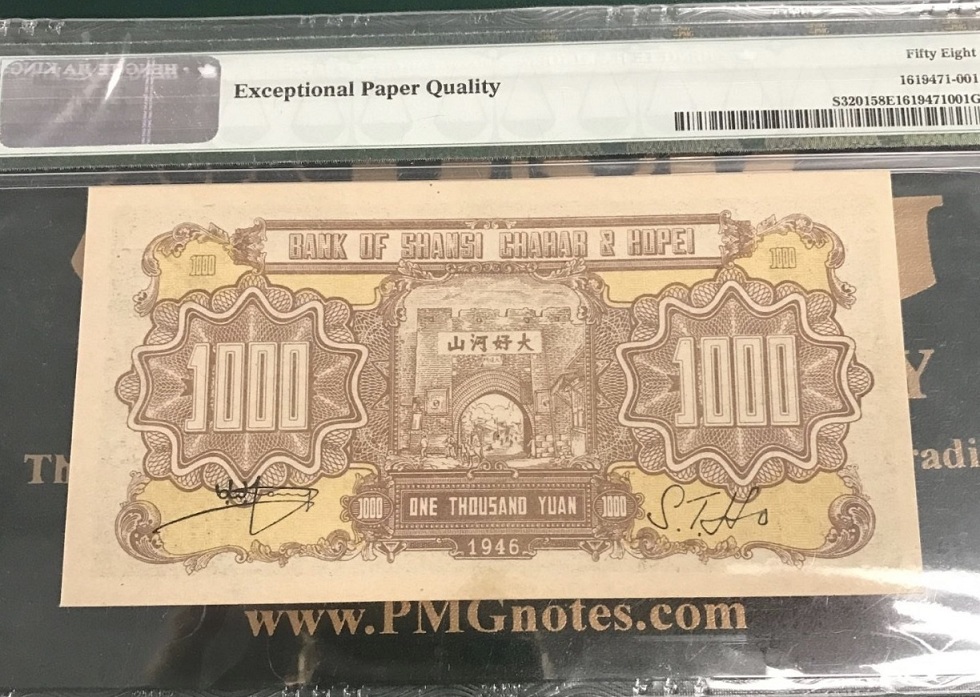 Exceptional Paper Quality
Fifty Eight
1619471-001
S320158E1619471001G
BANK OF SHANSI CHAHAR & HOPEI
1000
1000
山河好大
1000
1000
1000
ONE THOUSAND YUAN
1000
S.T.Ho
1946
www.PMGnotes.com